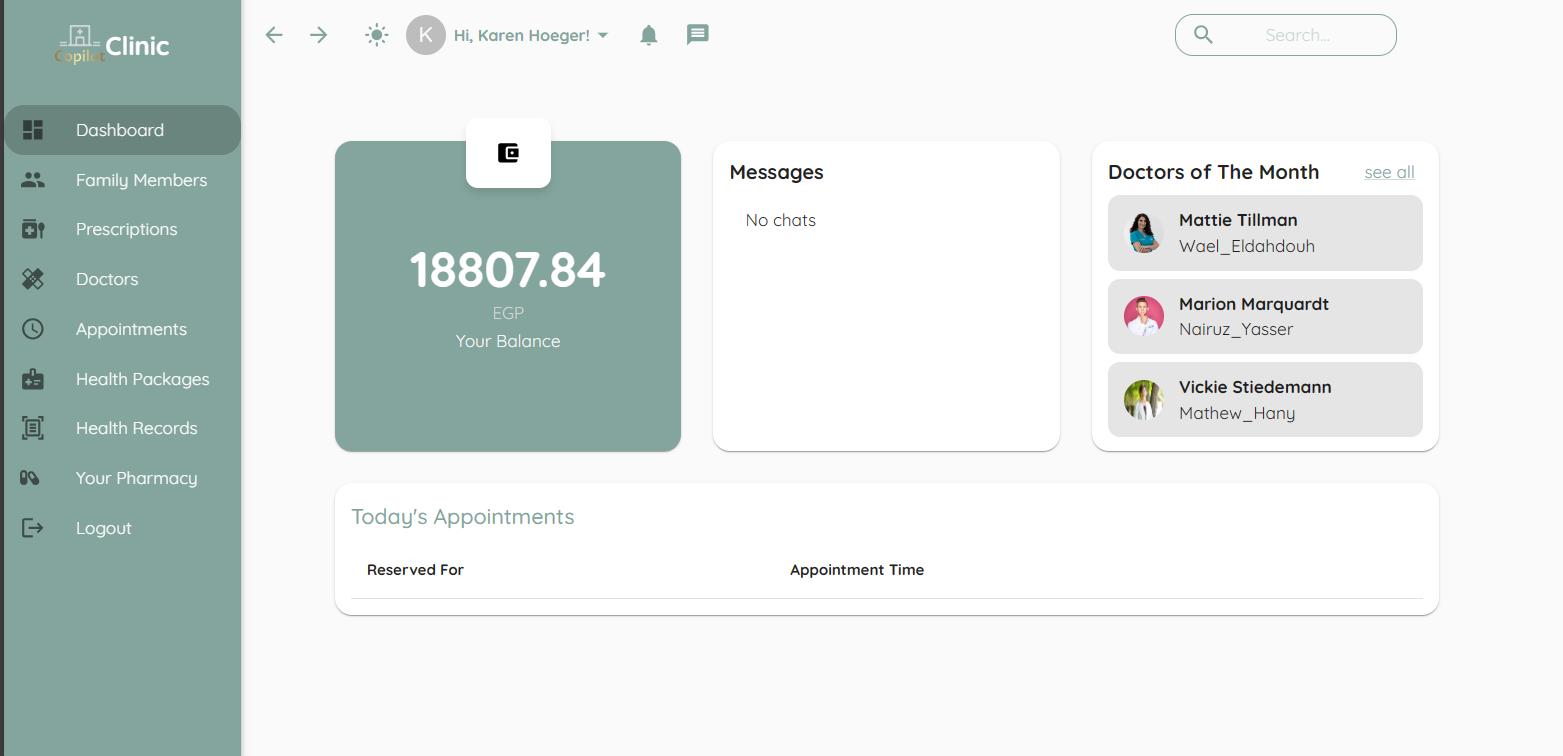 Copilot Clinic
Dashboard
Family Members
Prescriptions
Doctors
Appointments
Health Packages
Health Records
Your Pharmacy
Logout
K Hi, Karen Hoeger!
Search...
18807.84
EGP
Your Balance
Messages
No chats
Doctors of The Month see all
Mattie Tillman
Wael_Eldahdouh
Marion Marquardt
Nairuz_Yasser
Vickie Stiedemann
Mathew_Hany
Today's Appointments
Reserved For Appointment Time